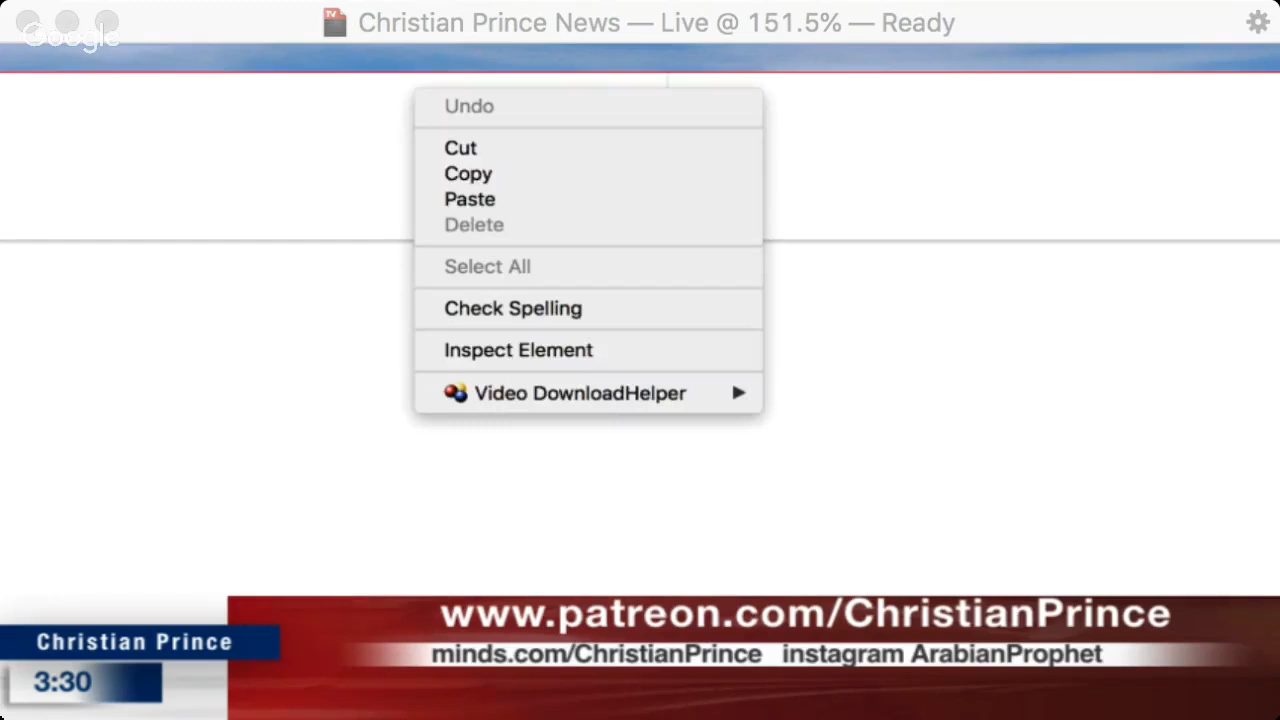 Christian Prince News — Live @ 151.5% — Ready
Google
Undo
Cut
Copy
Paste
Delete
Select All
Check Spelling
Inspect Element
Video DownloadHelper
www.patreon.com/ChristianPrince
Christian Prince
minds.com/ChristianPrince instagram ArabianProphet
3:30